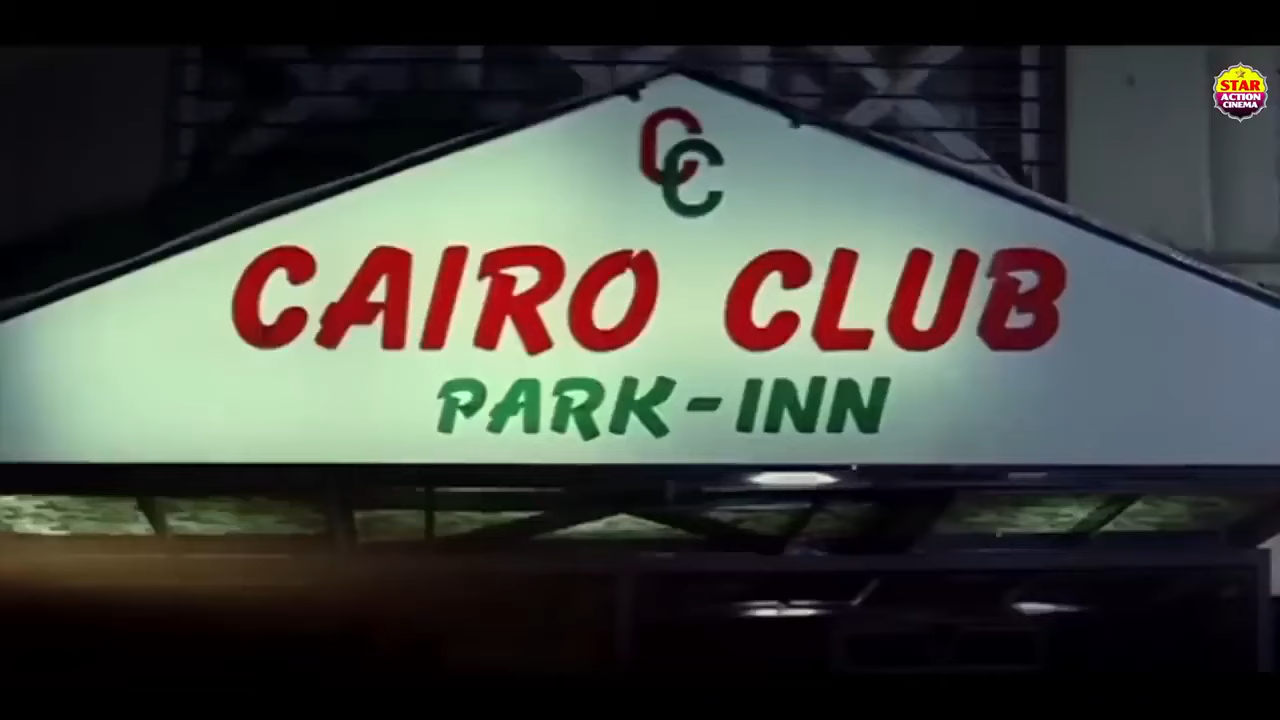 CC
CAIRO CLUB
PARK-INN
STAR
ACTION
CINEMA